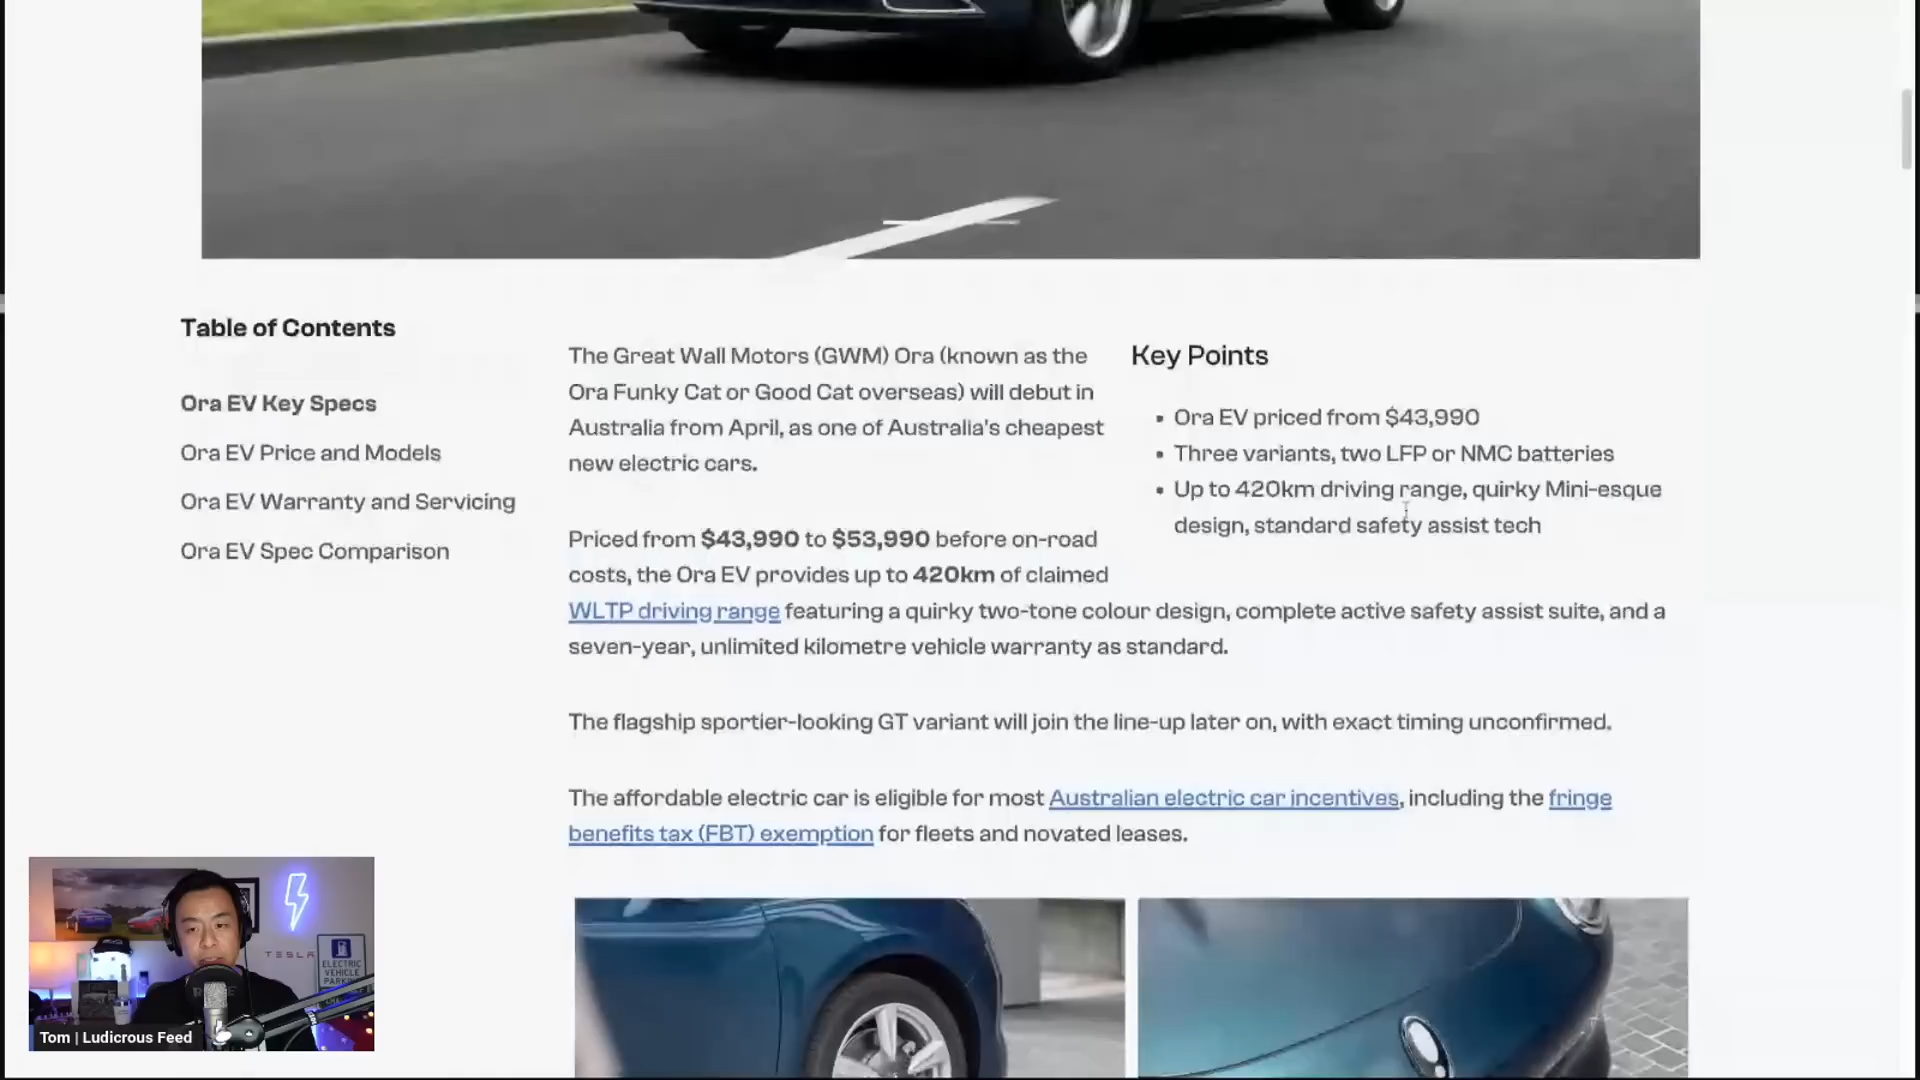 Table of Contents
Ora EV Key Specs
Ora EV Price and Models
Ora EV Warranty and Servicing
Ora EV Spec Comparison
The Great Wall Motors (GWM) Ora (known as the
Ora Funky Cat or Good Cat overseas) will debut in
Australia from April, as one of Australia's cheapest
new electric cars.
Priced from $43,990 to $53,990 before on-road
costs, the Ora EV provides up to 420km of claimed
WLTP driving range featuring a quirky two-tone colour design, complete active safety assist suite, and a
seven-year, unlimited kilometre vehicle warranty as standard.
The flagship sportier-looking GT variant will join the line-up later on, with exact timing unconfirmed.
The affordable electric car is eligible for most Australian electric car incentives, including the fringe
benefits tax (FBT) exemption for fleets and novated leases.
Key Points
• Ora EV priced from $43,990
• Three variants, two LFP or NMC batteries
• Up to 420km driving range, quirky Mini-esque
design, standard safety assist tech
TESLA
ELECTRIC
VEHICLE
Tom | Ludicrous Feed